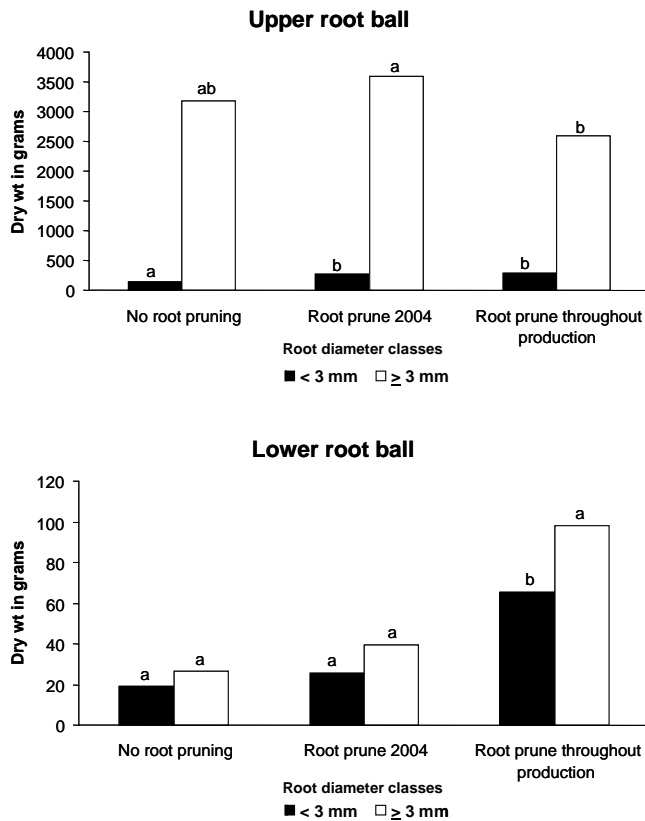 Upper root ball
Dry wt in grams
4000
3500
3000
2500
2000
1500
1000
500
0
a
ab
b
a
b
b
No root pruning
Root prune 2004
Root prune throughout
production
Root diameter classes
< 3 mm
≥ 3 mm
Lower root ball
Dry wt in grams
120
100
80
60
40
20
0
a
a
a
a
b
a
No root pruning
Root prune 2004
Root prune throughout
production
Root diameter classes
< 3 mm
≥ 3 mm